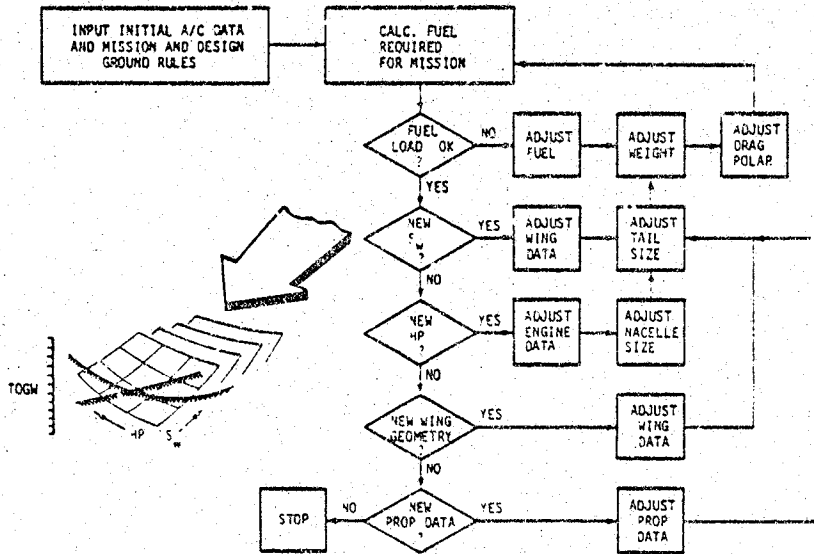 INPUT INITIAL A/C DATA
AND MISSION AND DESIGN
GROUND RULES
CALC. FUEL
REQUIRED
FOR MISSION
FUEL
LOAD OK
?
NO
ADJUST
FUEL
ADJUST
WEIGHT
ADJUST
DRAG
POLAR
YES
NEW
S_w
?
YES
ADJUST
WING
DATA
ADJUST
TAIL
SIZE
NO
NEW
HP
?
YES
ADJUST
ENGINE
DATA
ADJUST
NACELLE
SIZE
TOGW
HP
S_w
NO
NEW WING
GEOMETRY
?
YES
ADJUST
WING
DATA
NO
STOP
NO
NEW
PROP DATA
?
YES
ADJUST
PROP
DATA